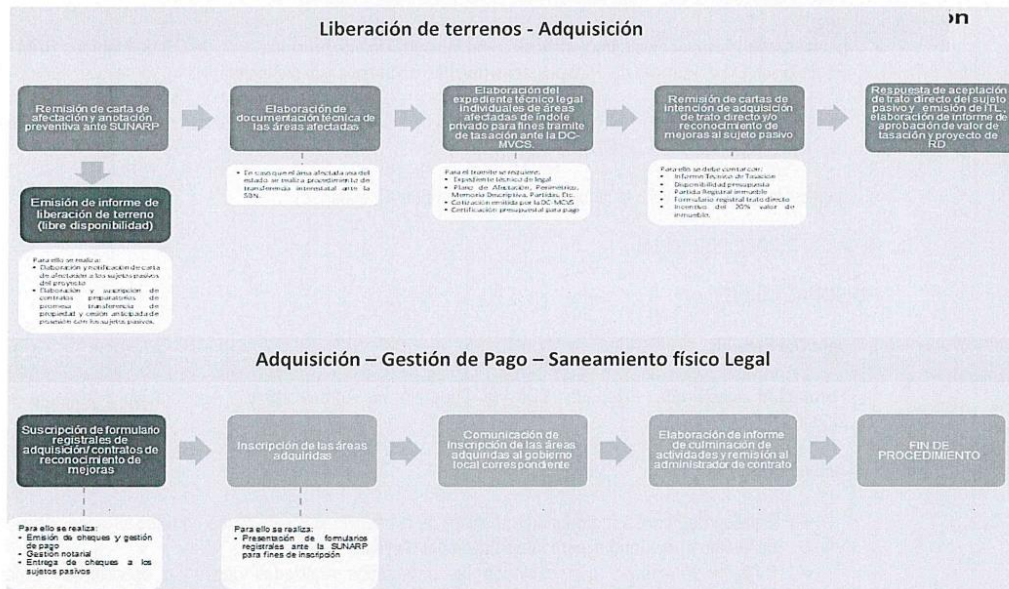 ón
Liberación de terrenos - Adquisición
Remisión de carta de
afectación y anotación
preventiva ante SUNARP
Elaboración de
documentación técnica de
las áreas afectadas
Elaboración del
expediente técnico legal
individuales de áreas
afectadas de índole
privado para fines tramite
de tasación ante la DC-
MVCS.
Remisión de cartas de
intención de adquisición
de trato directo y/o
reconocimiento de
mejoras al sujeto pasivo
Respuesta de aceptación
de trato directo del sujeto
pasivo y emisión de ITL,
elaboración de informe de
aprobación de valor de
tasación y proyecto de
RD
• En caso que el área afectada sea del
estado se realiza procedimiento de
transferencia interestatal ante la
SBN.
Para el tramite se requiere:
• Expediente técnico de legal
• Plano de Afectación, Perimétrico,
Memoria Descriptiva, Partidas, Etc.
• Cotización emitida por la DC-MCVS
• Certificación presupuestal para pago
Para ello se debe contar con:
• Informe Técnico de Tasación
• Disponibilidad presupuesta
• Partida Registral inmueble
• Formulario registral trato directo
• Incentivo del 20% valor de
inmueble.
Emisión de informe de
liberación de terreno
(libre disponibilidad)
Para ello se realiza:
• Elaboración y notificación de carta
de afectación a los sujetos pasivos
del proyecto
• Elaboración y suscripción de
contratos preparatorios de
promesa transferencia de
propiedad y cesión anticipada de
posesión con los sujetos pasivos.
Adquisición – Gestión de Pago – Saneamiento físico Legal
Suscripción de formulario
registrales de
adquisición/ contratos de
reconocimiento de
mejoras
Inscripción de las áreas
adquiridas
Comunicación de
inscripción de las áreas
adquiridas al gobierno
local correspondiente
Elaboración de informe de
culminación de
actividades y remisión al
administrador de contrato
FIN DE
PROCEDIMIENTO
Para ello se realiza:
• Emisión de cheques y gestión
de pago
• Gestión notarial
• Entrega de cheques a los
sujetos pasivos
Para ello se realiza:
• Presentación de formularios
registrales ante la SUNARP
para fines de inscripción